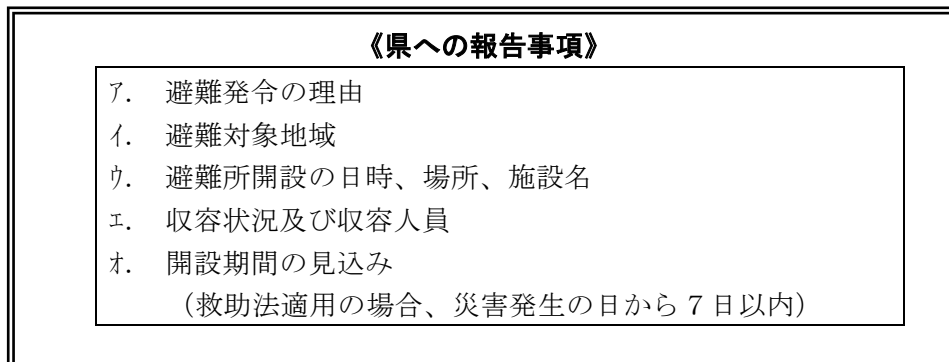 《県への報告事項》
ｱ. 避難発令の理由
ｲ. 避難対象地域
ｳ. 避難所開設の日時、場所、施設名
ｴ. 収容状況及び収容人員
ｵ. 開設期間の見込み
（救助法適用の場合、災害発生の日から７日以内）